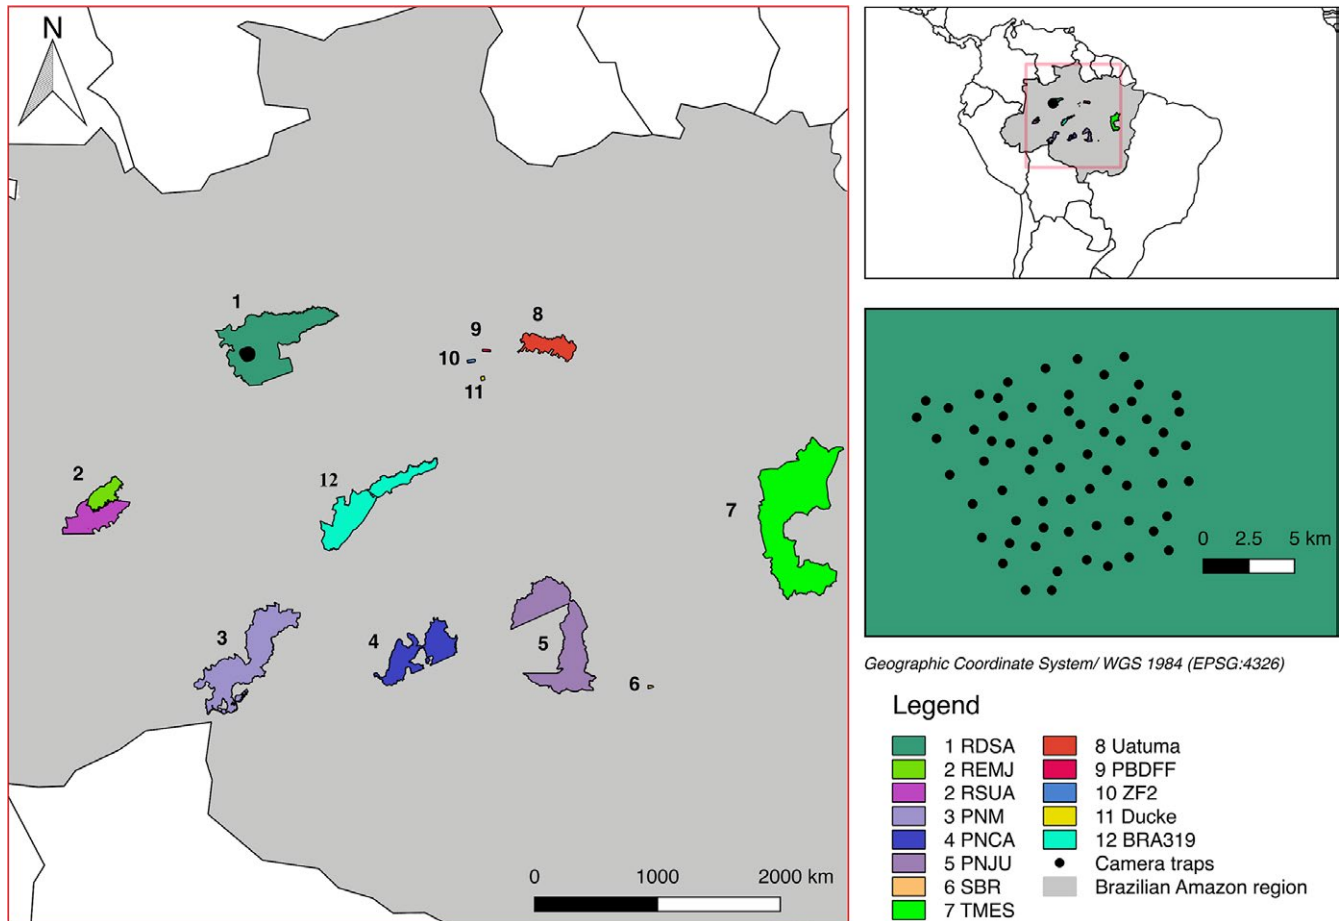 N
1
8
9
10
11
2
12
7
3
4
5
6
0 1000 2000 km
0 2.5 5 km
Geographic Coordinate System/ WGS 1984 (EPSG:4326)
Legend
1 RDSA
2 REMJ
2 RSUA
3 PNM
4 PNCA
5 PNJU
6 SBR
7 TMES
8 Uatuma
9 PBDFF
10 ZF2
11 Ducke
12 BRA319
Camera traps
Brazilian Amazon region